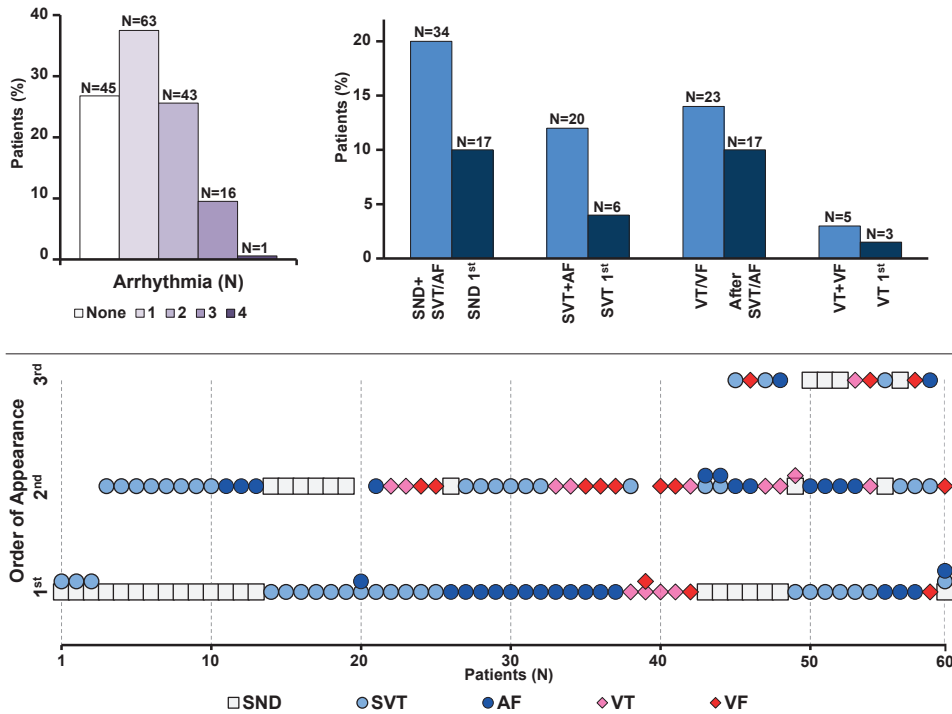 40
30
20
10
0
Patients (%)
N=45
N=63
N=43
N=16
N=1
Arrhythmia (N)
None 1 2 3 4
20
15
10
5
0
Patients (%)
N=34
N=17
N=20
N=6
N=23
N=17
N=5
N=3
SND+
SVT/AF
SND 1st
SVT+AF
SVT 1st
VT/VF
After
SVT/AF
VT+VF
VT 1st
Order of Appearance
3rd
2nd
1st
1 10 20 30 40 50 60
Patients (N)
SND SVT AF VT VF